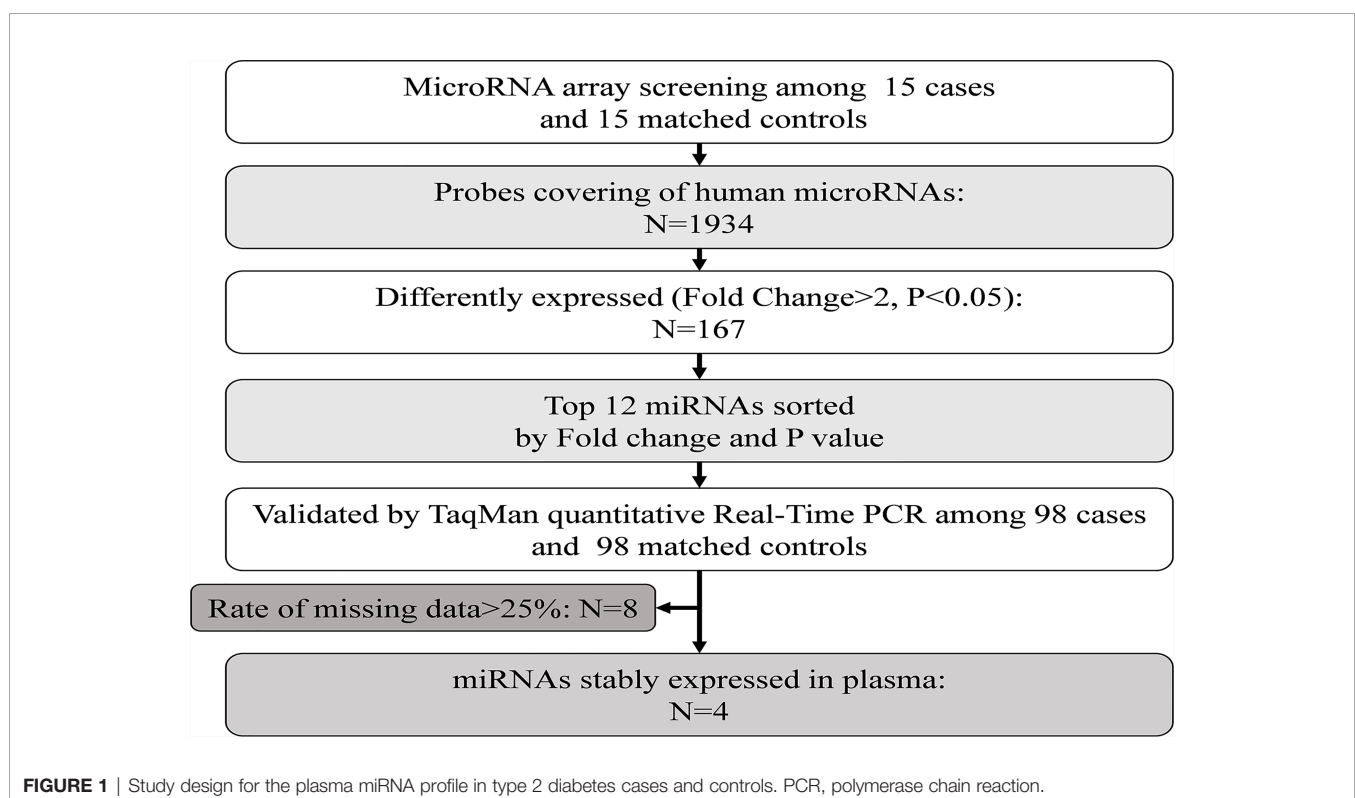 MicroRNA array screening among 15 cases
and 15 matched controls
Probes covering of human microRNAs:
N=1934
Differently expressed (Fold Change>2, P<0.05):
N=167
Top 12 miRNAs sorted
by Fold change and P value
Validated by TaqMan quantitative Real-Time PCR among 98 cases
and 98 matched controls
Rate of missing data>25%: N=8
miRNAs stably expressed in plasma:
N=4
FIGURE 1 | Study design for the plasma miRNA profile in type 2 diabetes cases and controls. PCR, polymerase chain reaction.